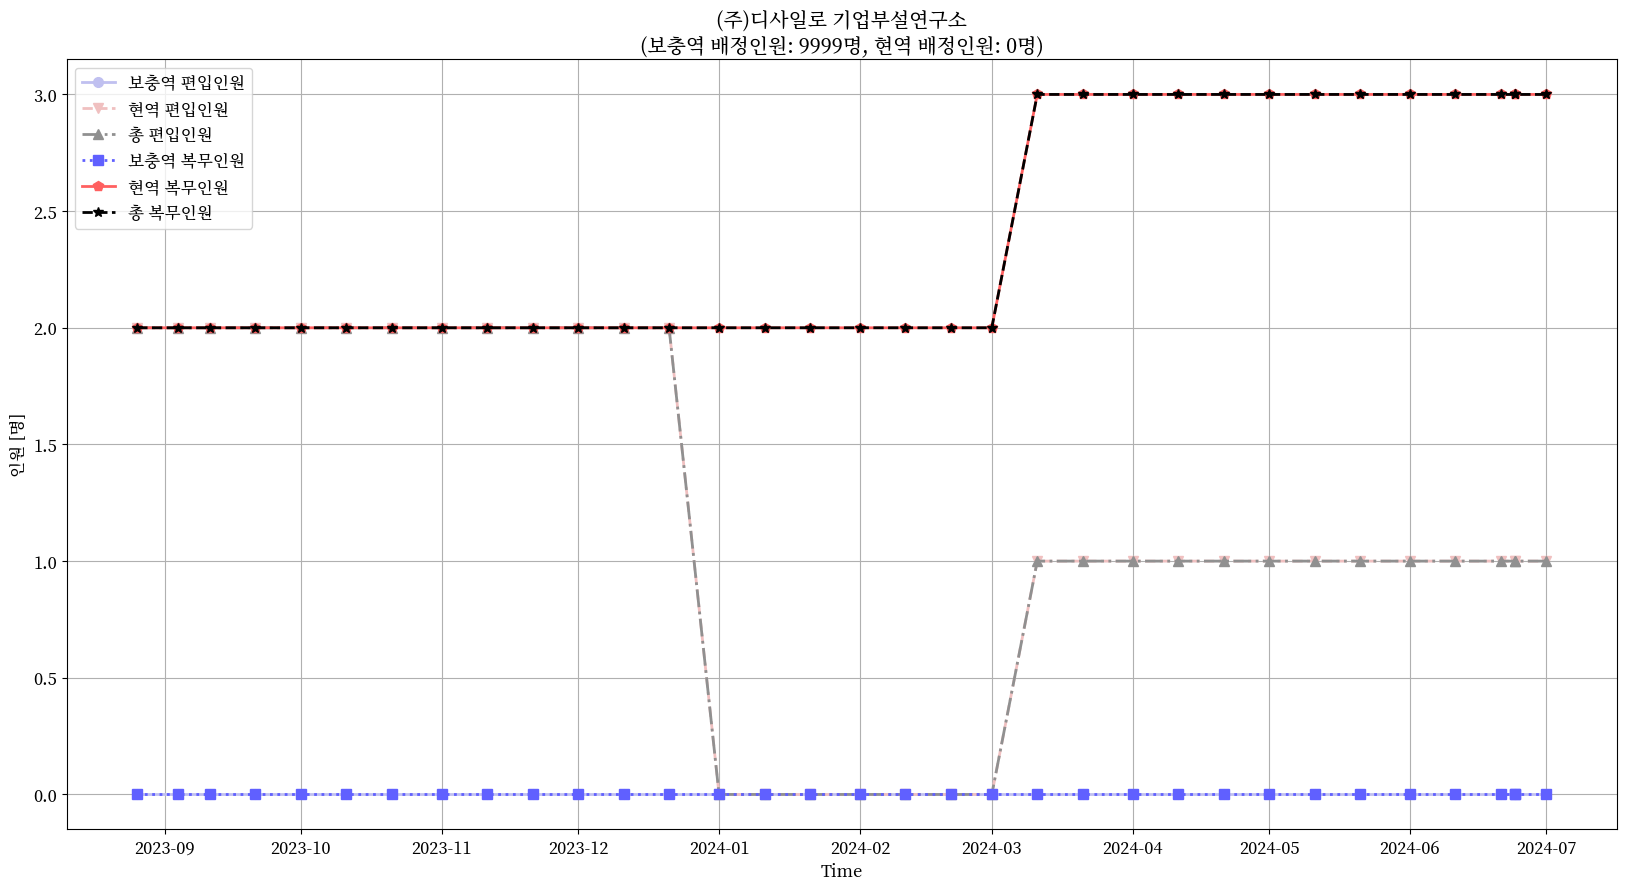 (주)디사일로 기업부설연구소
(보충역 배정인원: 9999명, 현역 배정인원: 0명)
보충역 편입인원
현역 편입인원
총 편입인원
보충역 복무인원
현역 복무인원
총 복무인원
3.0
2.5
2.0
1.5
1.0
0.5
0.0
인원 [명]
2023-09 2023-10 2023-11 2023-12 2024-01 2024-02 2024-03 2024-04 2024-05 2024-06 2024-07
Time